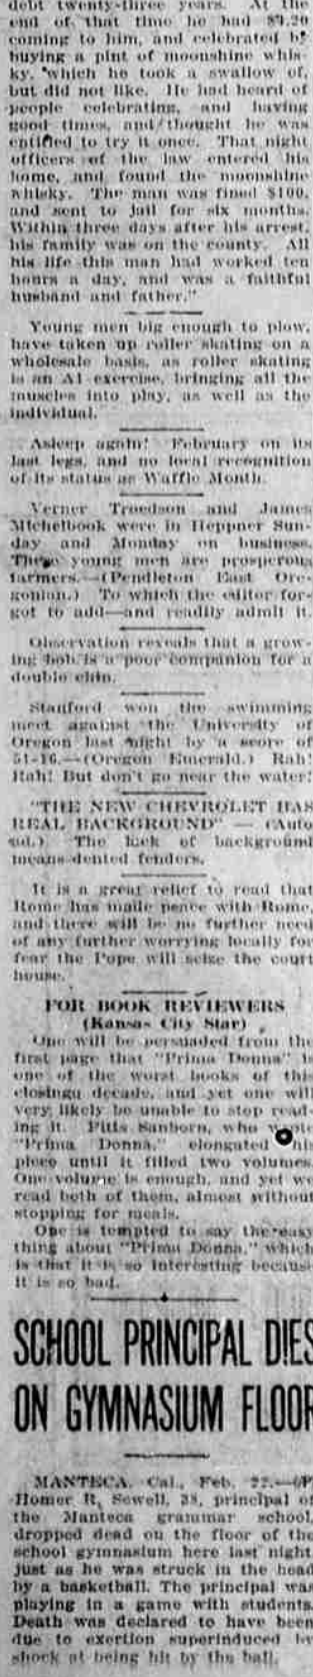 debt twenty-three years. At the
end of that time he had $9.20
coming to him, and celebrated by
buying a pint of moonshine whis-
ky, which he took a swallow of,
but did not like. He had heard of
people celebrating, and having
good times, and thought he was
entitled to try it once. That night
officers of the law entered his
home, and found the moonshine
whisky. The man was fined $100,
and sent to jail for six months.
Within three days after his arrest,
his family was on the county. All
his life this man had worked ten
hours a day, and was a faithful
husband and father."
Young men big enough to plow,
have taken up roller skating on a
wholesale basis, as roller skating
is an A1 exercise, bringing all the
muscles into play, as well as the
individual.
Asleep again! February on its
last legs, and no local recognition
of its status as Waffle Month.
Verner Troedson and James
Michelbook were in Heppner Sun-
day and Monday on business.
These young men are prosperous
farmers.—(Pendleton East Ore-
gonian.) To which the editor for-
got to add—and readily admit it.
Observation reveals that a grow-
ing bob is a poor companion for a
double chin.
Stanford won the swimming
meet against the University of
Oregon last night by a score of
51-16.—(Oregon Emerald.) Rah!
Rah! But don't go near the water!
"THE NEW CHEVROLET HAS
REAL BACKGROUND" — (Auto
ad.) The lack of background
means dented fenders.
It is a great relief to read that
Rome has made peace with Rome,
and there will be no further need
of any further worrying locally for
fear the Pope will seize the court
house.
FOR BOOK REVIEWERS
(Kansas City Star)
One will be persuaded from the
first page that "Prima Donna" is
one of the worst books of this
closingu decade, and yet one will
very likely be unable to stop read-
ing it. Pitts Sanborn, who wrote
"Prima Donna," elongated his
piece until it filled two volumes.
One volume is enough, and yet we
read both of them, almost without
stopping for meals.
One is tempted to say the easy
thing about "Prima Donna," which
is that it is so interesting because
it is so bad.
SCHOOL PRINCIPAL DIES
ON GYMNASIUM FLOOR
MANTECA, Cal., Feb. 22.—(P
Homer R. Sewell, 38, principal of
the Manteca grammar school,
dropped dead on the floor of the
school gymnasium here last night
just as he was struck in the head
by a basketball. The principal was
playing in a game with students.
Death was declared to have been
due to exertion superinduced by
shock at being hit by the ball.